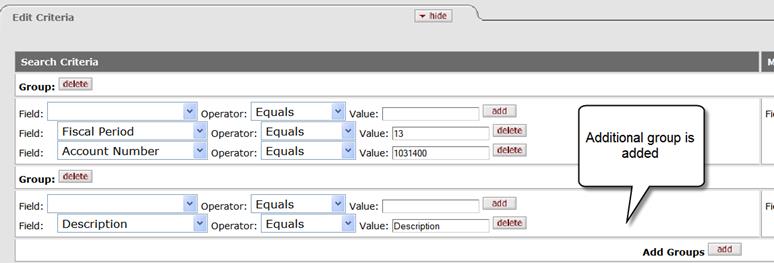 Edit Criteria hide
Search Criteria M
Group: delete
Field: Operator: Equals Value: add Fi
Field: Fiscal Period Operator: Equals Value: 13 delete
Field: Account Number Operator: Equals Value: 1031400 delete
Additional group is
added
Group: delete
Field: Operator: Equals Value: add Fi
Field: Description Operator: Equals Value: Description delete
Add Groups add